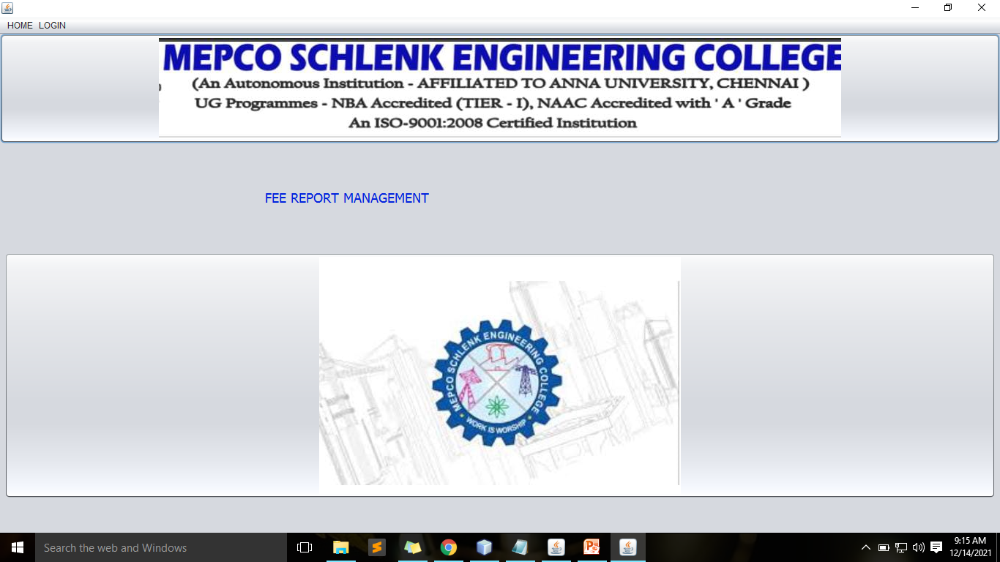 HOME LOGIN
MEPCO SCHLENK ENGINEERING COLLEGE
(An Autonomous Institution - AFFILIATED TO ANNA UNIVERSITY, CHENNAI )
UG Programmes - NBA Accredited (TIER - I), NAAC Accredited with ' A ' Grade
An ISO-9001:2008 Certified Institution
FEE REPORT MANAGEMENT
MEPCO SCHLENK ENGINEERING COLLEGE
WORK IS WORSHIP
Search the web and Windows
9:15 AM
12/14/2021